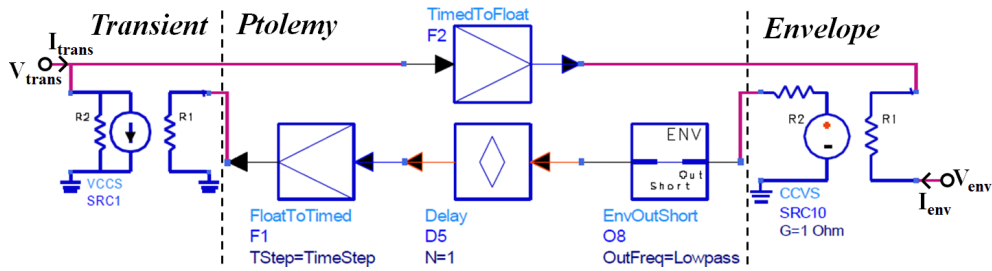 Transient
Ptolemy
TimedToFloat
F2
Envelope
Itrans
Vtrans
R2
R1
VCCS
SRC1
FloatToTimed
F1
TStep=TimeStep
Delay
D5
N=1
ENV
Out
Short
EnvOutShort
O8
OutFreq=Lowpass
R2
+
-
R1
CCVS
SRC10
G=1 Ohm
Venv
Ienv